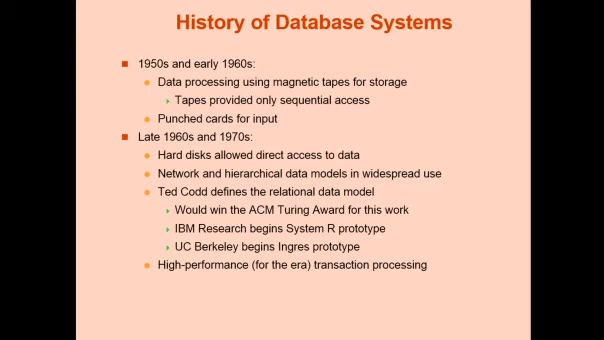 History of Database Systems
1950s and early 1960s:
Data processing using magnetic tapes for storage
Tapes provided only sequential access
Punched cards for input
Late 1960s and 1970s:
Hard disks allowed direct access to data
Network and hierarchical data models in widespread use
Ted Codd defines the relational data model
Would win the ACM Turing Award for this work
IBM Research begins System R prototype
UC Berkeley begins Ingres prototype
High-performance (for the era) transaction processing